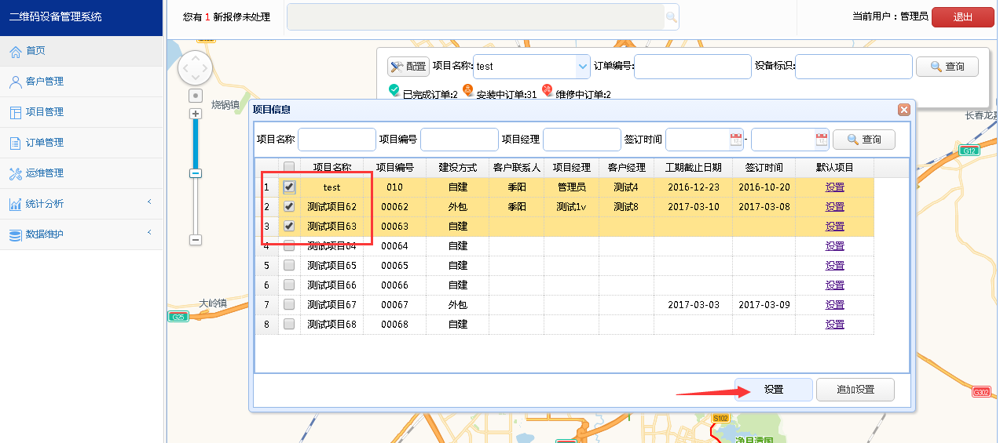 二维码设备管理系统
您有 1 新报修未处理
当前用户：管理员
退出
首页
客户管理
项目管理
订单管理
运维管理
统计分析
数据维护
烧锅镇
大岭镇
G25
配置 项目名称: test 订单编号: 设备标识: 查询
已完成订单:2 安装中订单:31 维修中订单:2
G12
项目信息
项目名称 项目编号 项目经理 签订时间 - 查询
项目名称 项目编号 建设方式 客户联系人 项目经理 客户经理 工期截止日期 签订时间 默认项目
1 test 010 自建 季阳 管理员 测试4 2016-12-23 2016-10-20 设置
2 测试项目62 00062 外包 季阳 测试1v 测试8 2017-03-10 2017-03-08 设置
3 测试项目63 00063 自建 设置
4 测试项目64 00064 自建 设置
5 测试项目65 00065 自建 设置
6 测试项目66 00066 自建 设置
7 测试项目67 00067 外包 2017-03-03 2017-03-09 设置
8 测试项目68 00068 自建 设置
设置 追加设置
G302
S102